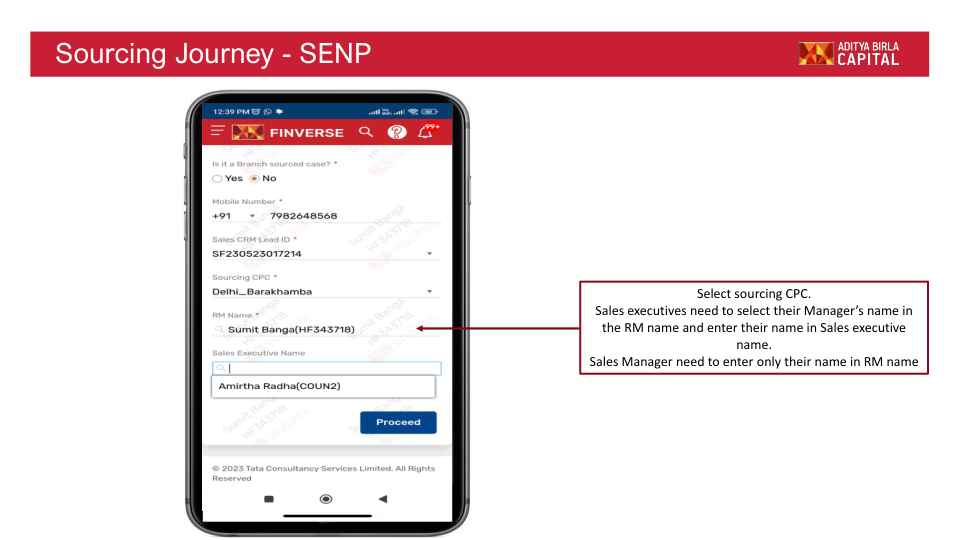 Sourcing Journey - SENP
ADITYA BIRLA
CAPITAL
12:39 PM
FINVERSE
99+
Is it a Branch sourced case? *
Yes No
Mobile Number *
+91 7982648568
Sales CRM Lead ID *
SF230523017214
Sourcing CPC *
Delhi_Barakhamba
RM Name *
Sumit Banga(HF343718)
Sales Executive Name
Amirtha Radha(COUN2)
Proceed
© 2023 Tata Consultancy Services Limited. All Rights
Reserved
Select sourcing CPC.
Sales executives need to select their Manager’s name in
the RM name and enter their name in Sales executive
name.
Sales Manager need to enter only their name in RM name
Sumit Banga
HF343718
FINVERSE